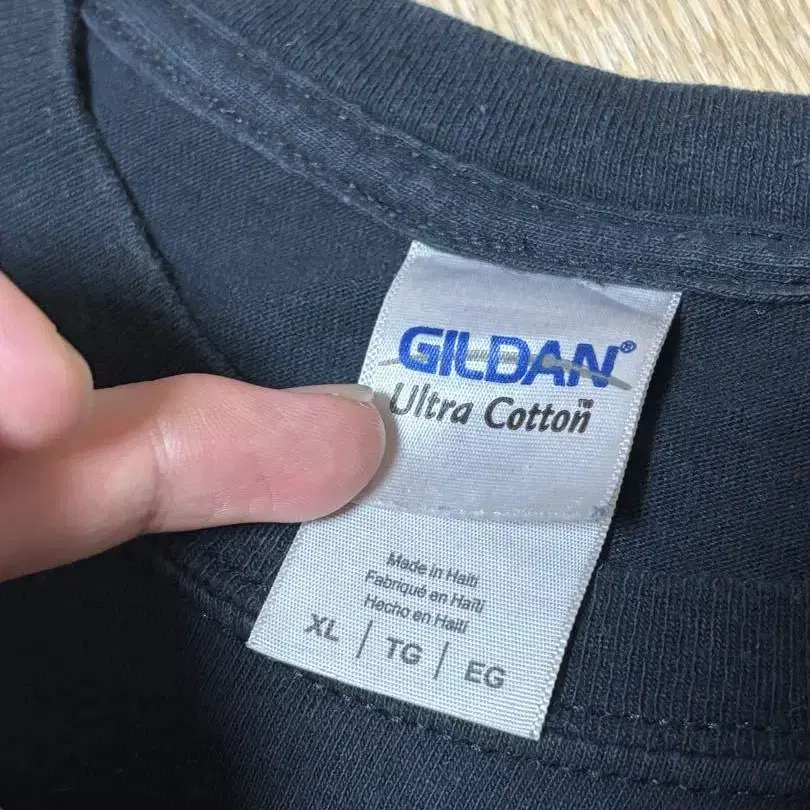 GILDAN®
Ultra Cotton™
Made in Haiti
Fabriqué en Haïti
Hecho en Haití
XL | TG | EG